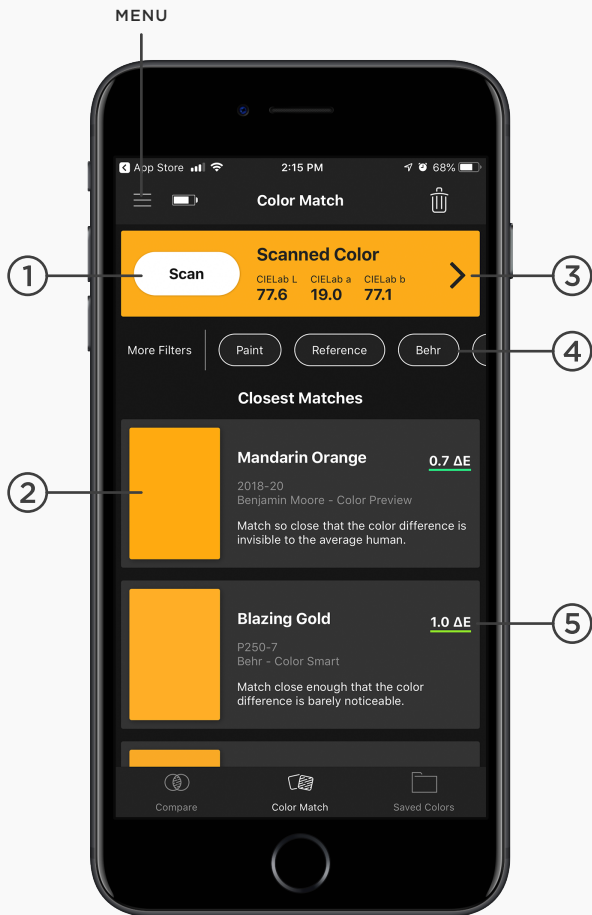 MENU
App Store 2:15 PM 68%
Color Match
1 Scan Scanned Color 3
CIELab L CIELab a CIELab b
77.6 19.0 77.1
More Filters Paint Reference Behr 4
Closest Matches
2
Mandarin Orange 0.7 ΔE
2018-20
Benjamin Moore - Color Preview
Match so close that the color difference is
invisible to the average human.
Blazing Gold 1.0 ΔE 5
P250-7
Behr - Color Smart
Match close enough that the color
difference is barely noticeable.
Compare Color Match Saved Colors